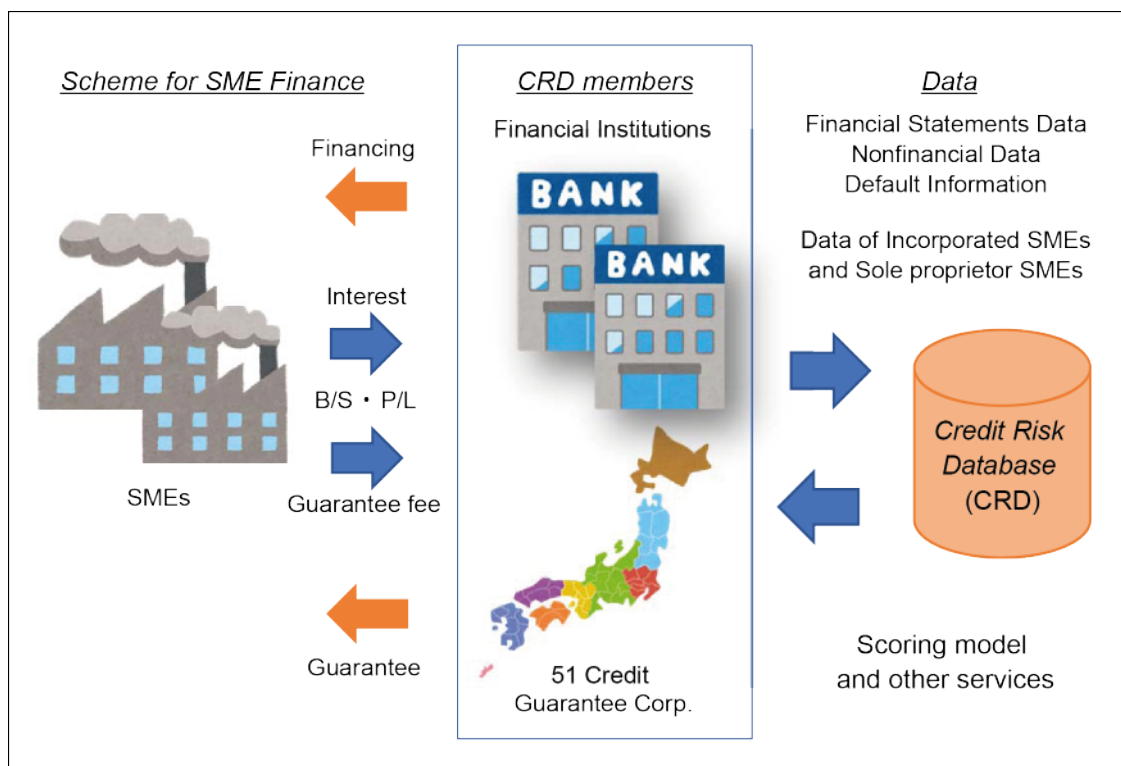 Scheme for SME Finance
Financing
Interest
B/S・P/L
Guarantee fee
SMEs
Guarantee
CRD members
Financial Institutions
BANK
BANK
51 Credit
Guarantee Corp.
Data
Financial Statements Data
Nonfinancial Data
Default Information
Data of Incorporated SMEs
and Sole proprietor SMEs
Credit Risk
Database
(CRD)
Scoring model
and other services